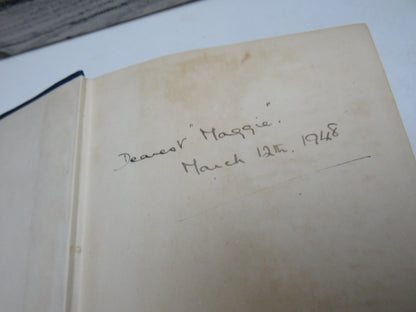 Dearest "Maggie".
March 12th. 1948